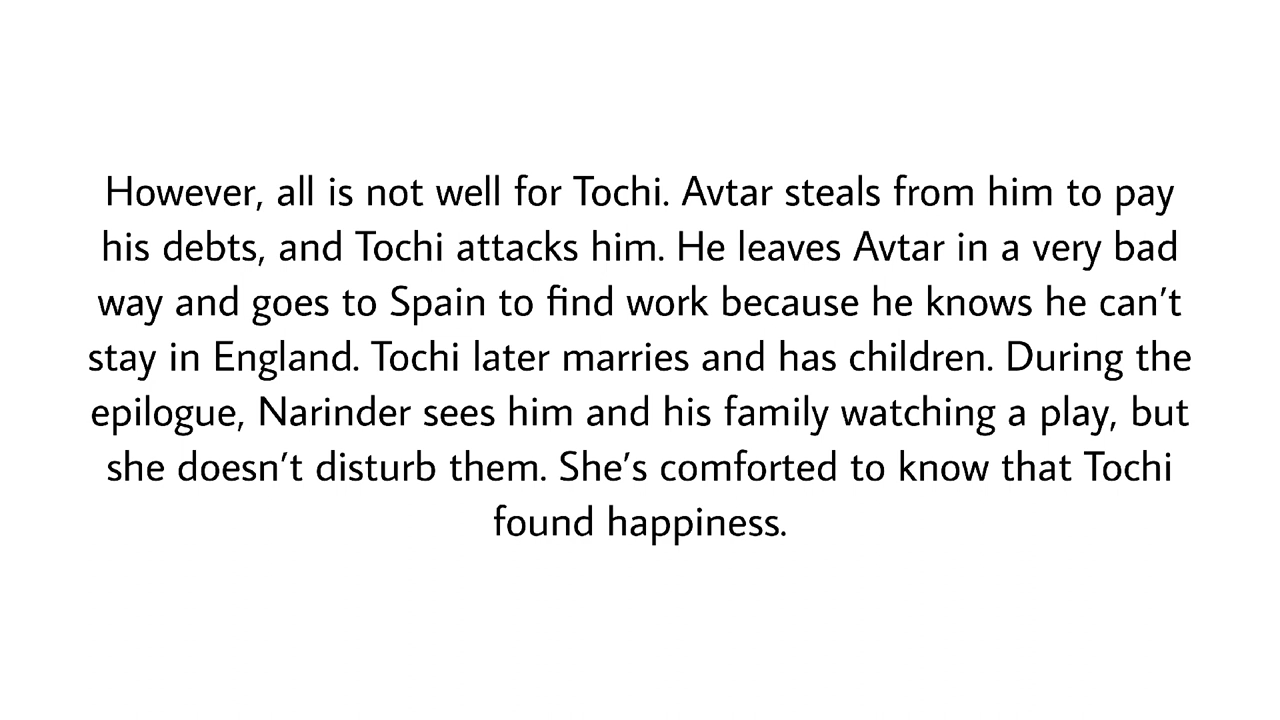 However, all is not well for Tochi. Avtar steals from him to pay
his debts, and Tochi attacks him. He leaves Avtar in a very bad
way and goes to Spain to find work because he knows he can’t
stay in England. Tochi later marries and has children. During the
epilogue, Narinder sees him and his family watching a play, but
she doesn’t disturb them. She’s comforted to know that Tochi
found happiness.